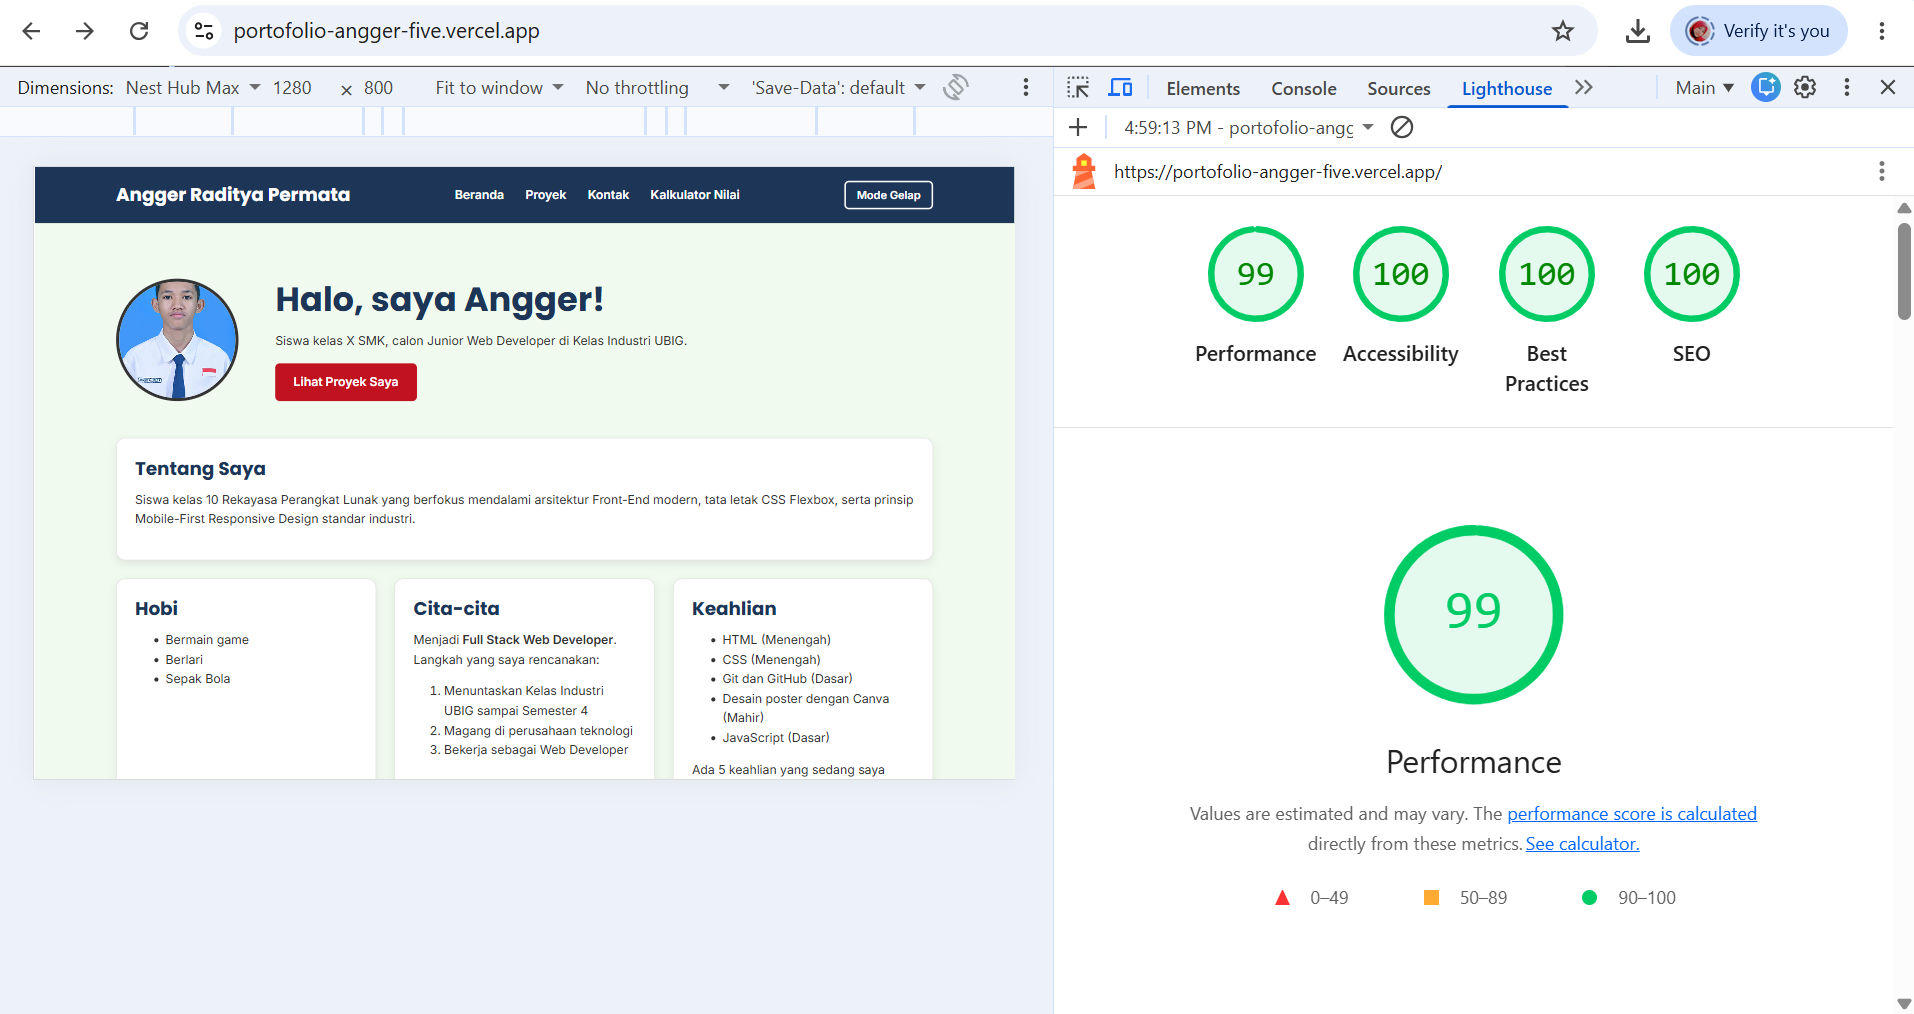 portofolio-angger-five.vercel.app
Verify it's you
Dimensions: Nest Hub Max 1280 × 800 Fit to window No throttling 'Save-Data': default
Elements Console Sources Lighthouse Main
4:59:13 PM - portofolio-angg
https://portofolio-angger-five.vercel.app/
Angger Raditya Permata
Beranda Proyek Kontak Kalkulator Nilai
Mode Gelap
Halo, saya Angger!
Siswa kelas X SMK, calon Junior Web Developer di Kelas Industri UBIG.
Lihat Proyek Saya
Tentang Saya
Siswa kelas 10 Rekayasa Perangkat Lunak yang berfokus mendalami arsitektur Front-End modern, tata letak CSS Flexbox, serta prinsip
Mobile-First Responsive Design standar industri.
Hobi
• Bermain game
• Berlari
• Sepak Bola
Cita-cita
Menjadi Full Stack Web Developer.
Langkah yang saya rencanakan:
1. Menuntaskan Kelas Industri
UBIG sampai Semester 4
2. Magang di perusahaan teknologi
3. Bekerja sebagai Web Developer
Keahlian
• HTML (Menengah)
• CSS (Menengah)
• Git dan GitHub (Dasar)
• Desain poster dengan Canva
(Mahir)
• JavaScript (Dasar)
Ada 5 keahlian yang sedang saya
99 100 100 100
Performance Accessibility Best SEO
Practices
99
Performance
Values are estimated and may vary. The performance score is calculated
directly from these metrics. See calculator.
0–49 50–89 90–100